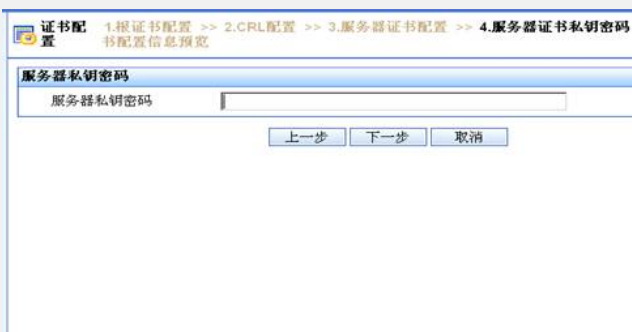 证书配置
1.根证书配置 >> 2.CRL配置 >> 3.服务器证书配置 >> 4.服务器证书私钥密码
书配置信息预览
服务器私钥密码
服务器私钥密码
上一步 下一步 取消